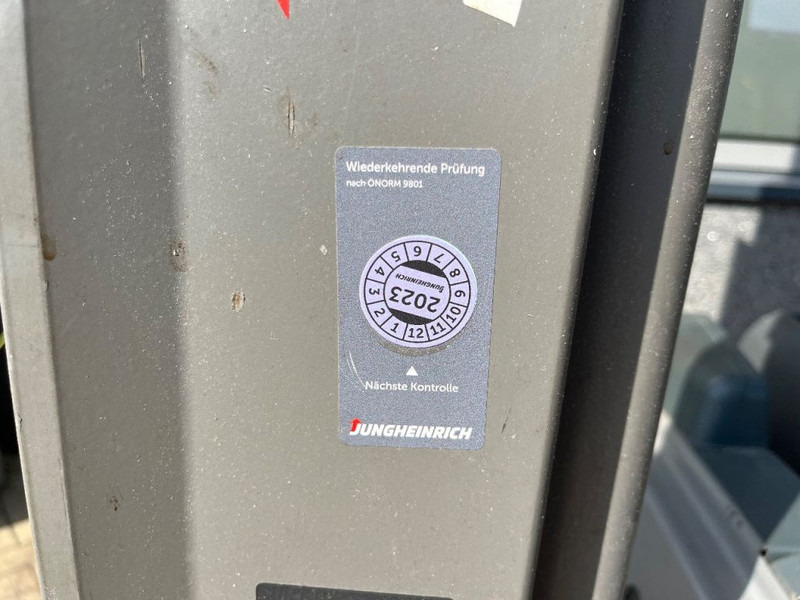 Wiederkehrende Prüfung
nach ÖNORM 9801
1 2 3 4 5 6 7 8 9 10 11 12
JUNGHEINRICH
2023
Nächste Kontrolle
JUNGHEINRICH